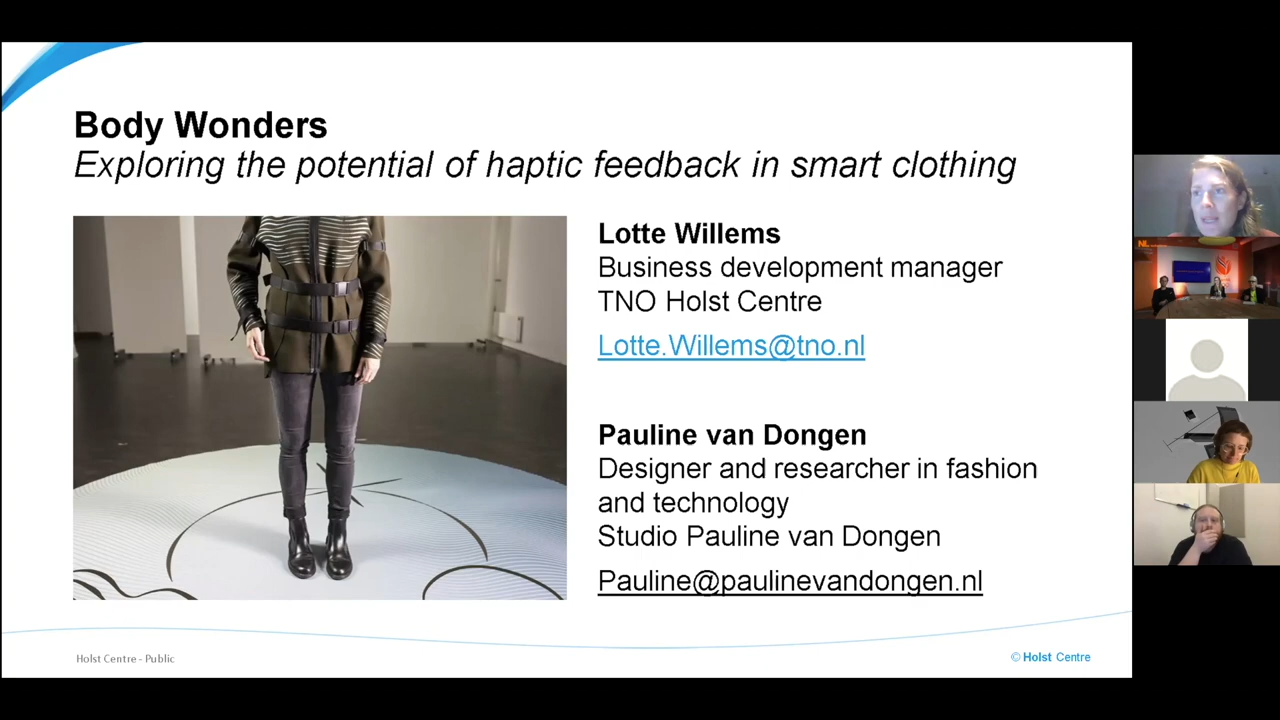 Body Wonders
Exploring the potential of haptic feedback in smart clothing
Lotte Willems
Business development manager
TNO Holst Centre
Lotte.Willems@tno.nl
Pauline van Dongen
Designer and researcher in fashion
and technology
Studio Pauline van Dongen
Pauline@paulinevandongen.nl
Holst Centre - Public
© Holst Centre
NL